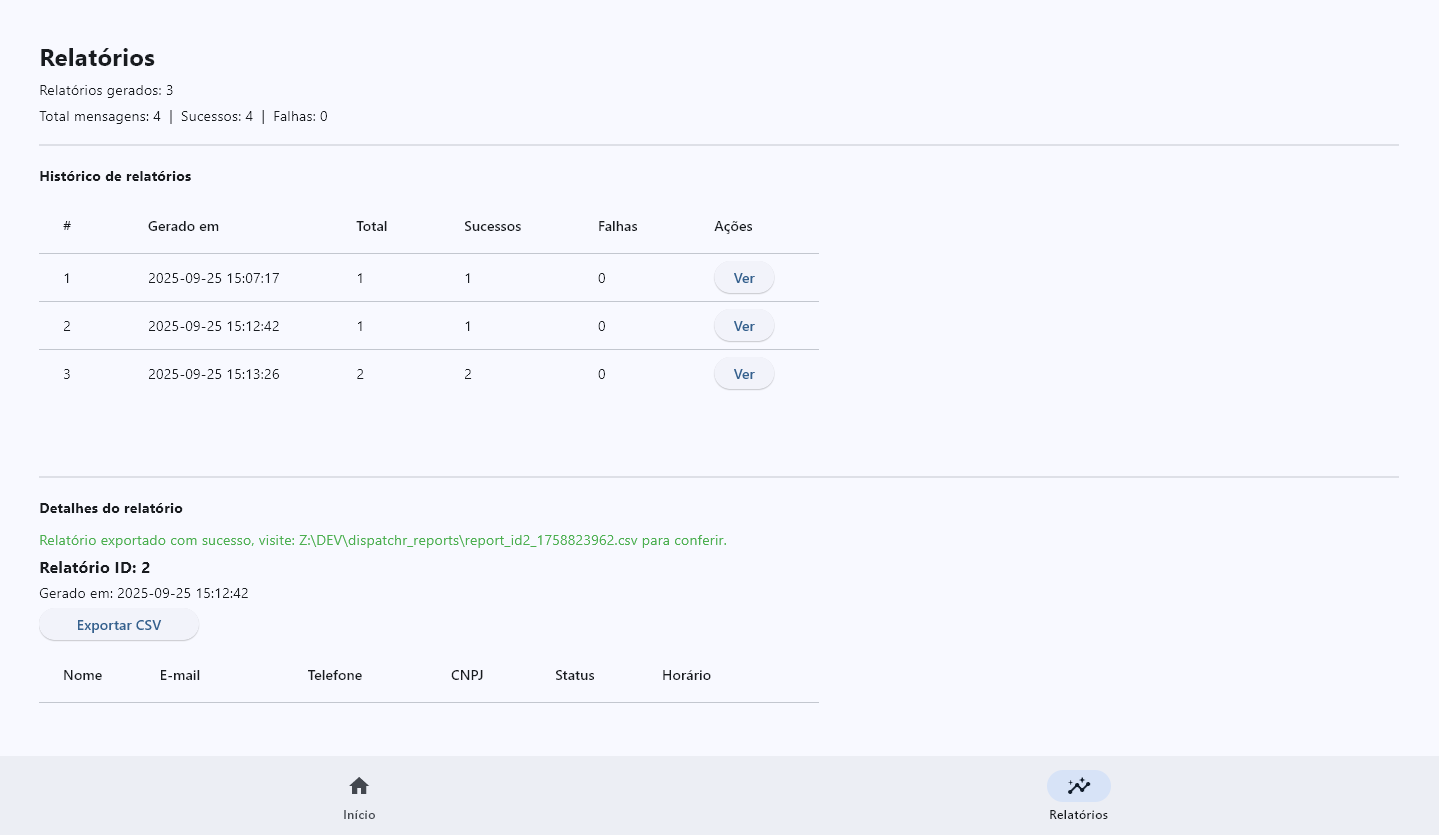 Relatórios
Relatórios gerados: 3
Total mensagens: 4 | Sucessos: 4 | Falhas: 0
Histórico de relatórios
# Gerado em Total Sucessos Falhas Ações
1 2025-09-25 15:07:17 1 1 0 Ver
2 2025-09-25 15:12:42 1 1 0 Ver
3 2025-09-25 15:13:26 2 2 0 Ver
Detalhes do relatório
Relatório exportado com sucesso, visite: Z:\DEV\dispatchr_reports\report_id2_1758823962.csv para conferir.
Relatório ID: 2
Gerado em: 2025-09-25 15:12:42
Exportar CSV
Nome E-mail Telefone CNPJ Status Horário
Início Relatórios